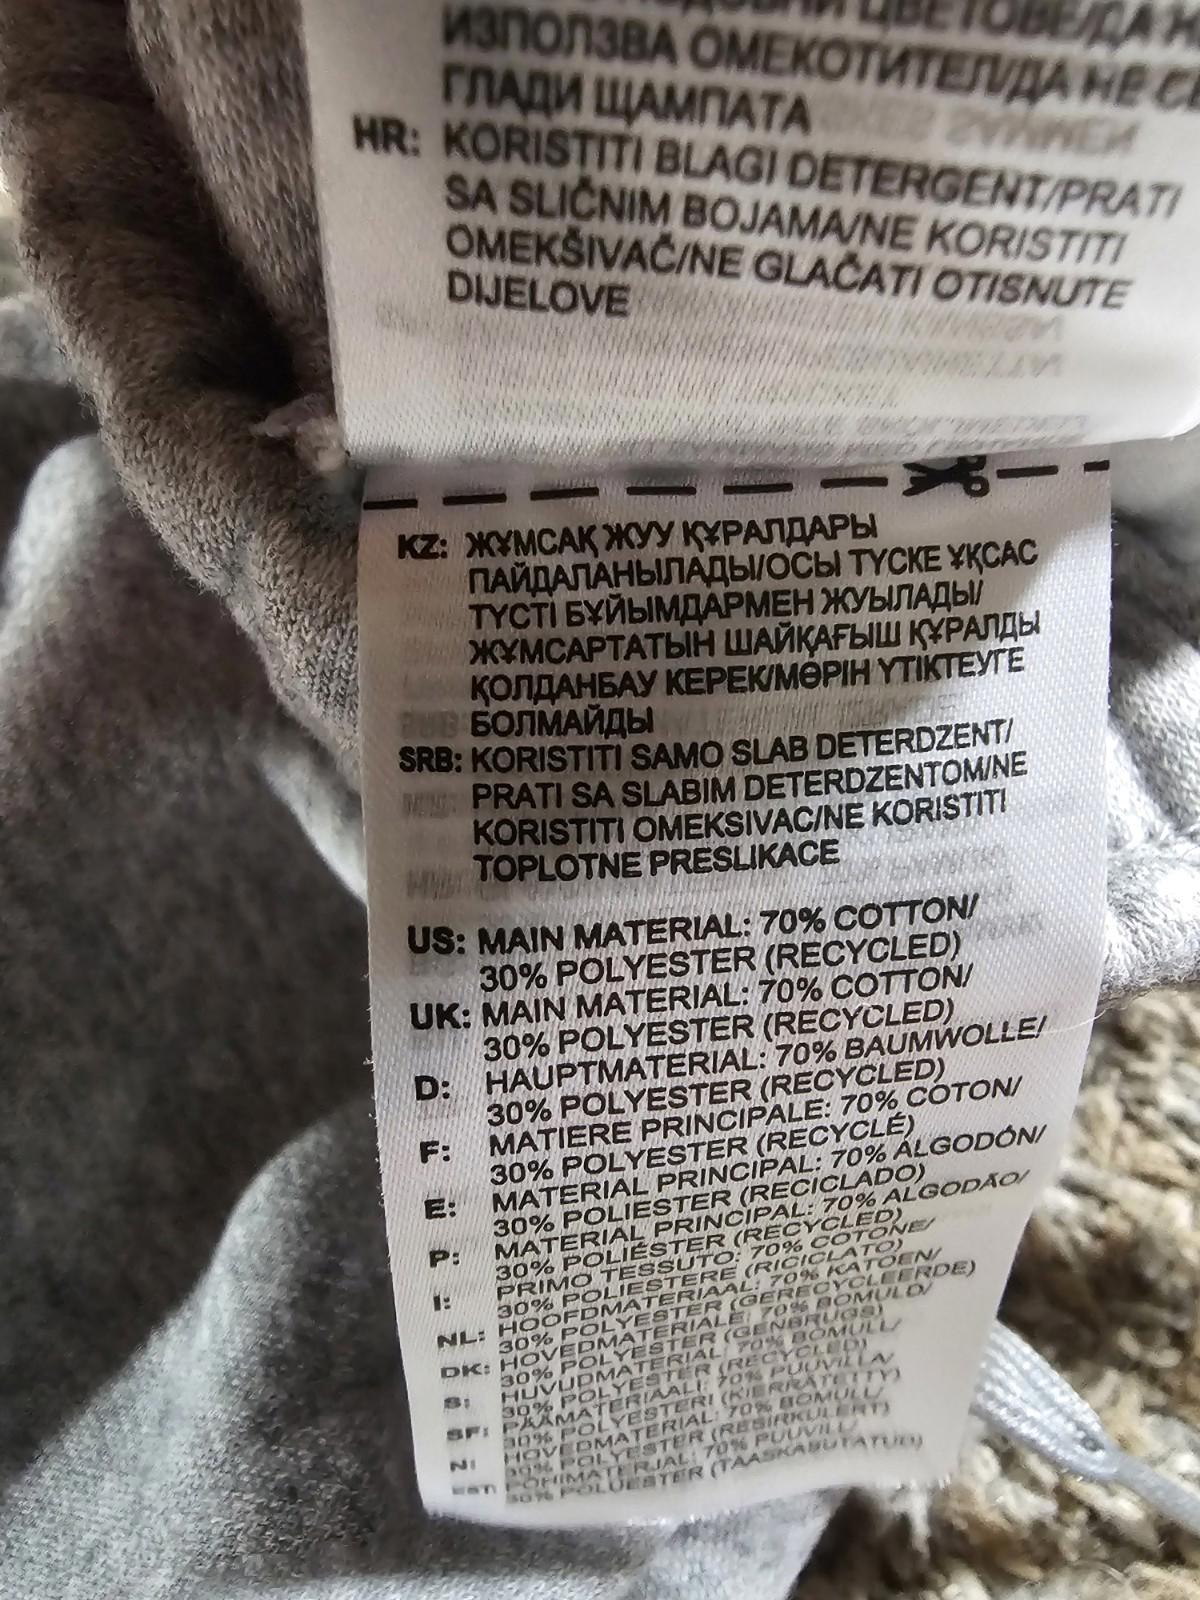 ИЗПОЛЗВА ОМЕКОТИТЕЛ/ДА НЕ СЕ
ГЛАДИ ЩАМПАТА
HR: KORISTITI BLAGI DETERGENT/PRATI
SA SLIČNIM BOJAMA/NE KORISTITI
OMEKŠIVAČ/NE GLAČATI OTISNUTE
DIJELOVE
KZ: ЖҰМСАҚ ЖУУ ҚҰРАЛДАРЫ
ПАЙДАЛАНЫЛАДЫ/ОСЫ ТҮСКЕ ҰҚСАС
ТҮСТІ БҰЙЫМДАРМЕН ЖУЫЛАДЫ/
ЖҰМСАРТАТЫН ШАЙҚАҒЫШ ҚҰРАЛДЫ
ҚОЛДАНБАУ КЕРЕК/МӨРІН ҮТІКТЕУГЕ
БОЛМАЙДЫ
SRB: KORISTITI SAMO SLAB DETERDZENT/
PRATI SA SLABIM DETERDZENTOM/NE
KORISTITI OMEKSIVAC/NE KORISTITI
TOPLOTNE PRESLIKACE
US: MAIN MATERIAL: 70% COTTON/
30% POLYESTER (RECYCLED)
UK: MAIN MATERIAL: 70% COTTON/
30% POLYESTER (RECYCLED)
D: HAUPTMATERIAL: 70% BAUMWOLLE/
30% POLYESTER (RECYCLED)
F: MATIERE PRINCIPALE: 70% COTON/
30% POLYESTER (RECYCLÉ)
E: MATERIAL PRINCIPAL: 70% ALGODÓN/
30% POLIESTER (RECICLADO)
P: MATERIAL PRINCIPAL: 70% ALGODÃO/
30% POLIÉSTER (RECYCLED)
I: PRIMO TESSUTO: 70% COTONE/
30% POLIESTERE (RICICLATO)
NL: HOOFDMATERIAAL: 70% KATOEN/
30% POLYESTER (GERECYCLEERDE)
DK: HOVEDMATERIALE: 70% BOMULD/
30% POLYESTER (GENBRUGS)
S: HUVUDMATERIAL: 70% BOMULL/
30% POLYESTER (RECYCLED)
SF: PÄÄMATERIAALI: 70% PUUVILLA/
30% POLYESTERI (KIERRÄTETTY)
N: HOVEDMATERIAL: 70% BOMULL/
30% POLYESTER (RESIRKULERT)
EST: PÕHIMATERJAL: 70% PUUVILL/
30% POLÜESTER (TAASKASUTATUD)